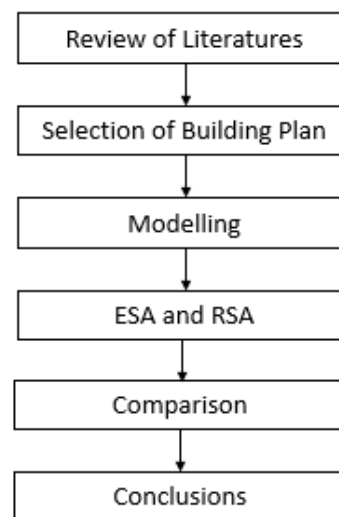 Review of Literatures
Selection of Building Plan
Modelling
ESA and RSA
Comparison
Conclusions